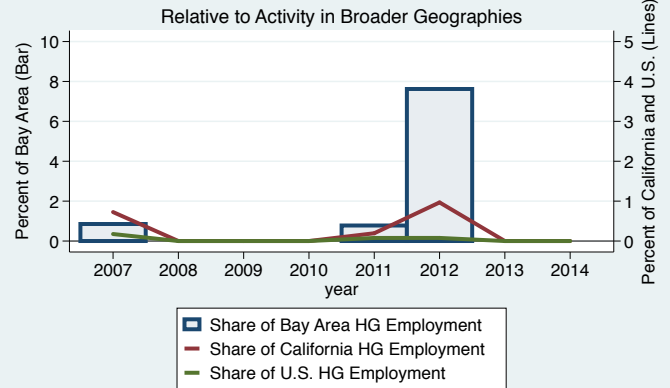 Relative to Activity in Broader Geographies
Percent of Bay Area (Bar)
10
8
6
4
2
0
5
4
3
2
1
0
Percent of California and U.S. (Lines)
2007 2008 2009 2010 2011 2012 2013 2014
year
Share of Bay Area HG Employment
Share of California HG Employment
Share of U.S. HG Employment